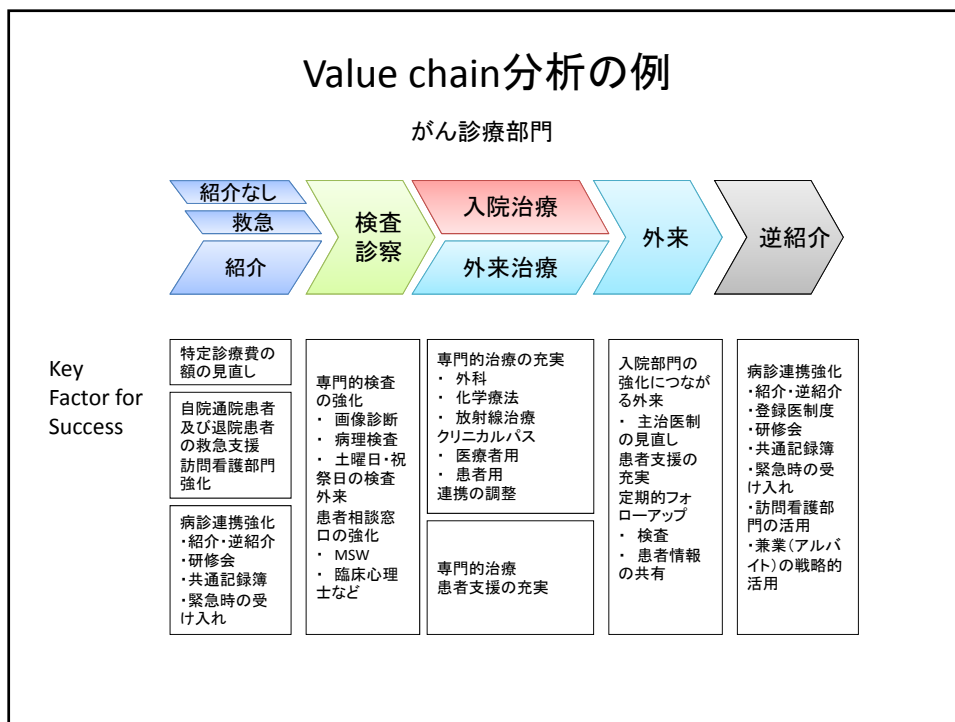 Value chain分析の例
がん診療部門
紹介なし
救急
紹介
検査
診察
入院治療
外来治療
外来
逆紹介
Key
Factor for
Success
特定診療費の
額の見直し
自院通院患者
及び退院患者
の救急支援
訪問看護部門
強化
病診連携強化
・紹介・逆紹介
・研修会
・共通記録簿
・緊急時の受
け入れ
専門的検査
の強化
・ 画像診断
・ 病理検査
・ 土曜日・祝
祭日の検査
外来
患者相談窓
口の強化
・ MSW
・ 臨床心理
士など
専門的治療の充実
・ 外科
・ 化学療法
・ 放射線治療
クリニカルパス
・ 医療者用
・ 患者用
連携の調整
専門的治療
患者支援の充実
入院部門の
強化につなが
る外来
・ 主治医制
の見直し
患者支援の
充実
定期的フォ
ローアップ
・ 検査
・ 患者情報
の共有
病診連携強化
・紹介・逆紹介
・登録医制度
・研修会
・共通記録簿
・緊急時の受
け入れ
・訪問看護部
門の活用
・兼業（アルバ
イト）の戦略的
活用